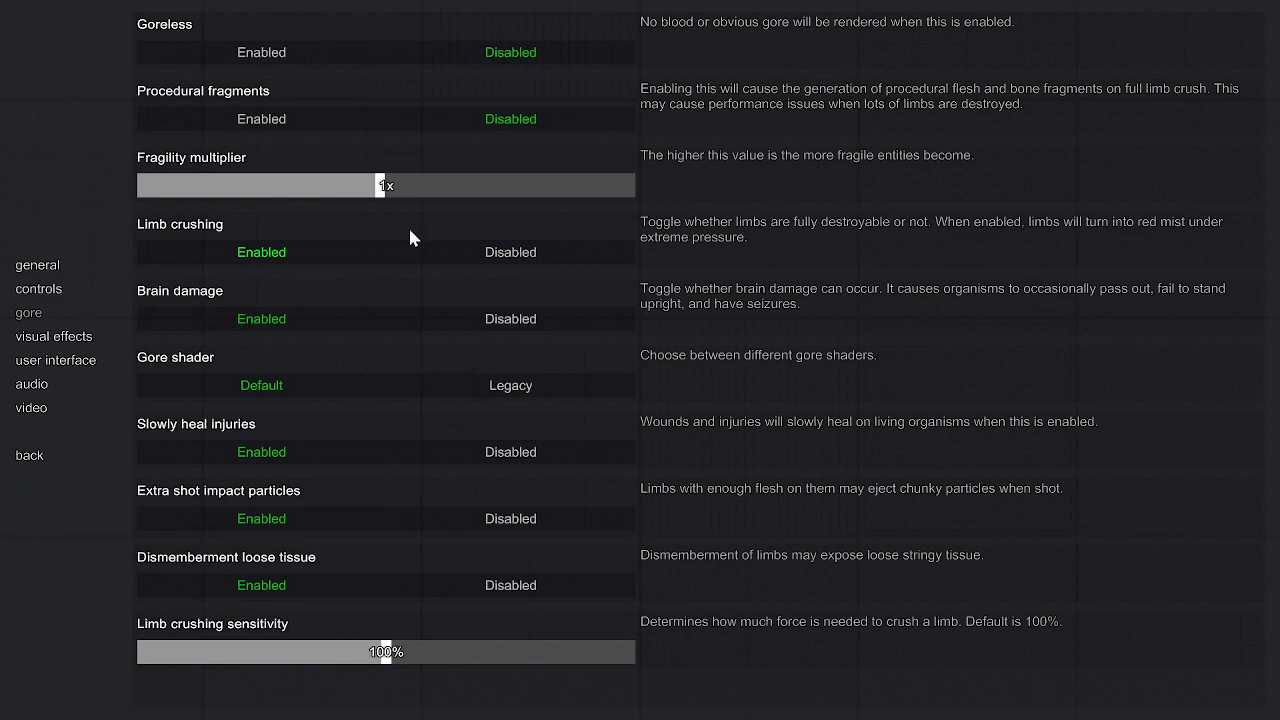 Goreless
No blood or obvious gore will be rendered when this is enabled.
Enabled
Disabled
Procedural fragments
Enabling this will cause the generation of procedural flesh and bone fragments on full limb crush. This
may cause performance issues when lots of limbs are destroyed.
Enabled
Disabled
Fragility multiplier
The higher this value is the more fragile entities become.
1x
Limb crushing
Toggle whether limbs are fully destroyable or not. When enabled, limbs will turn into red mist under
extreme pressure.
Enabled
Disabled
Brain damage
Toggle whether brain damage can occur. It causes organisms to occasionally pass out, fail to stand
upright, and have seizures.
Enabled
Disabled
Gore shader
Choose between different gore shaders.
Default
Legacy
Slowly heal injuries
Wounds and injuries will slowly heal on living organisms when this is enabled.
Enabled
Disabled
Extra shot impact particles
Limbs with enough flesh on them may eject chunky particles when shot.
Enabled
Disabled
Dismemberment loose tissue
Dismemberment of limbs may expose loose stringy tissue.
Enabled
Disabled
Limb crushing sensitivity
Determines how much force is needed to crush a limb. Default is 100%.
100%
general
controls
gore
visual effects
user interface
audio
video
back